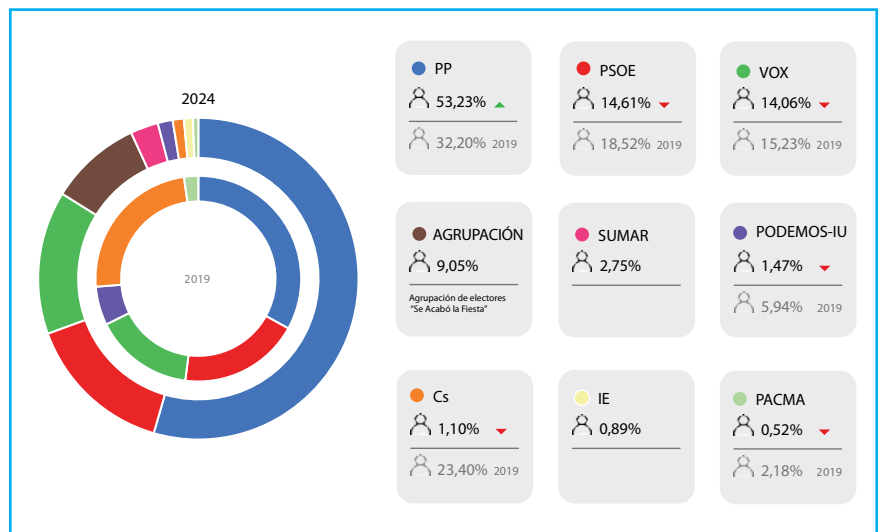 2024
2019
PP
53,23%
32,20% 2019
PSOE
14,61%
18,52% 2019
VOX
14,06%
15,23% 2019
AGRUPACIÓN
9,05%
Agrupación de electores
"Se Acabó la Fiesta"
SUMAR
2,75%
PODEMOS-IU
1,47%
5,94% 2019
Cs
1,10%
23,40% 2019
IE
0,89%
PACMA
0,52%
2,18% 2019